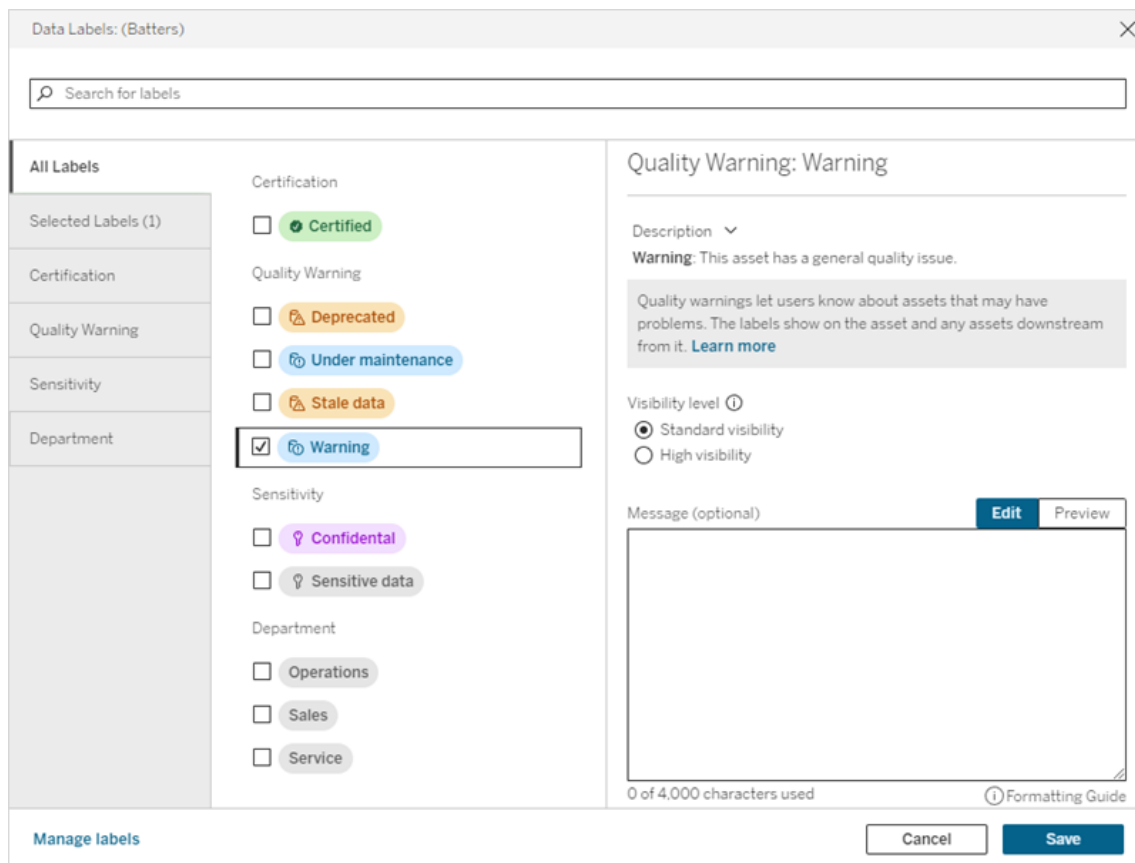 Data Labels: (Batters)
Search for labels
All Labels
Selected Labels (1)
Certification
Quality Warning
Sensitivity
Department
Certification
Certified
Quality Warning
Deprecated
Under maintenance
Stale data
Warning
Sensitivity
Confidental
Sensitive data
Department
Operations
Sales
Service
Quality Warning: Warning
Description
Warning: This asset has a general quality issue.
Quality warnings let users know about assets that may have
problems. The labels show on the asset and any assets downstream
from it. Learn more
Visibility level
Standard visibility
High visibility
Message (optional)
Edit
Preview
0 of 4,000 characters used
Formatting Guide
Manage labels
Cancel
Save